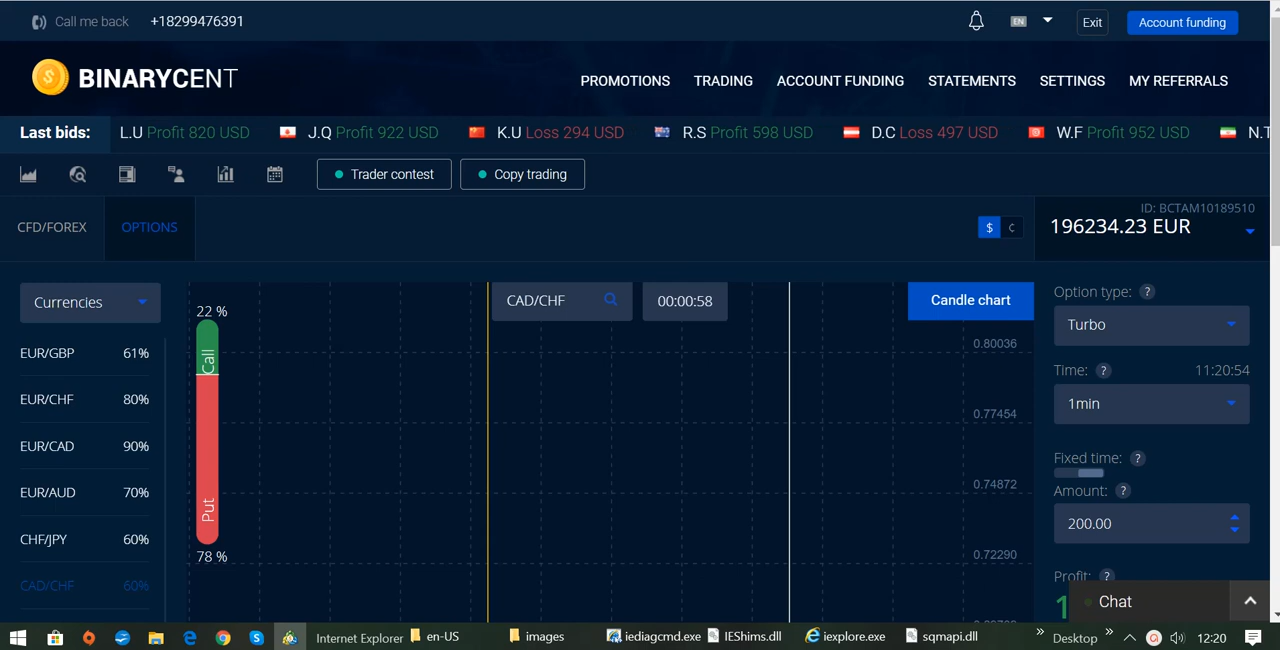 Call me back +18299476391 EN Exit Account funding
BINARYCENT PROMOTIONS TRADING ACCOUNT FUNDING STATEMENTS SETTINGS MY REFERRALS
Last bids: L.U Profit 820 USD J.Q Profit 922 USD K.U Loss 294 USD R.S Profit 598 USD D.C Loss 497 USD W.F Profit 952 USD N.T
Trader contest Copy trading
ID: BCTAM10189510
CFD/FOREX OPTIONS $ ¢ 196234.23 EUR
Currencies
22 %
CAD/CHF 00:00:58 Candle chart
Option type: ?
Turbo
EUR/GBP 61%
Call
0.80036
Time: ? 11:20:54
EUR/CHF 80%
0.77454
1min
EUR/CAD 90%
Fixed time: ?
0.74872
Amount: ?
EUR/AUD 70%
Put
200.00
CHF/JPY 60%
78 %
0.72290
Profit: ?
CAD/CHF 60%
Chat
Internet Explorer en-US images iediagcmd.exe IEShims.dll iexplore.exe sqmapi.dll » Desktop » 12:20